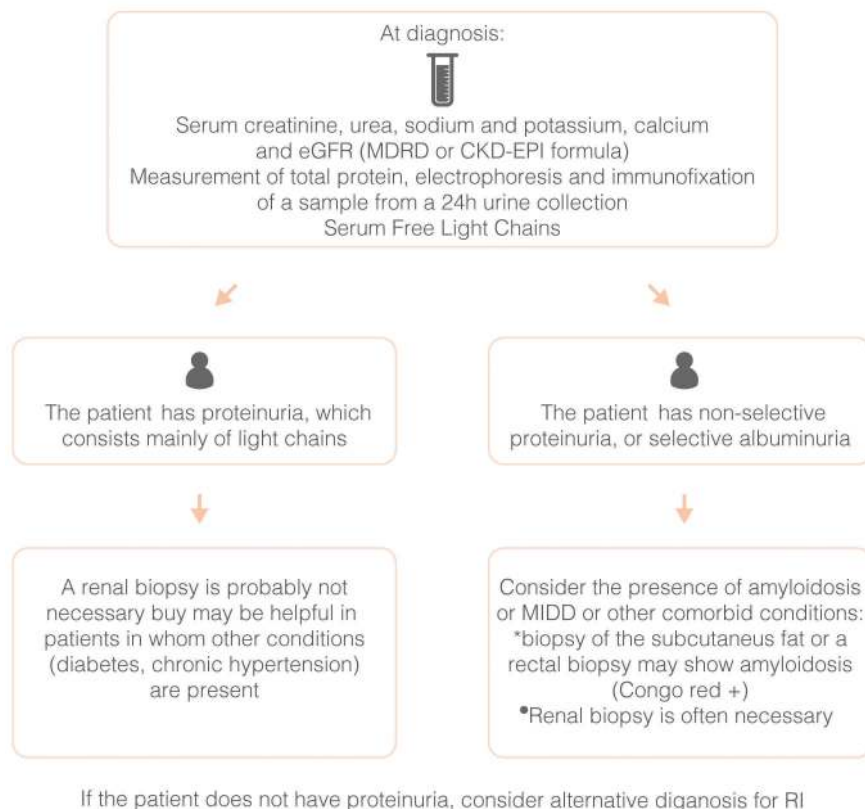 At diagnosis:
Serum creatinine, urea, sodium and potassium, calcium
and eGFR (MDRD or CKD-EPI formula)
Measurement of total protein, electrophoresis and immunofixation
of a sample from a 24h urine collection
Serum Free Light Chains
The patient has proteinuria, which
consists mainly of light chains
The patient has non-selective
proteinuria, or selective albuminuria
A renal biopsy is probably not
necessary buy may be helpful in
patients in whom other conditions
(diabetes, chronic hypertension)
are present
Consider the presence of amyloidosis
or MIDD or other comorbid conditions:
*biopsy of the subcutaneus fat or a
rectal biopsy may show amyloidosis
(Congo red +)
•Renal biopsy is often necessary
If the patient does not have proteinuria, consider alternative diganosis for RI